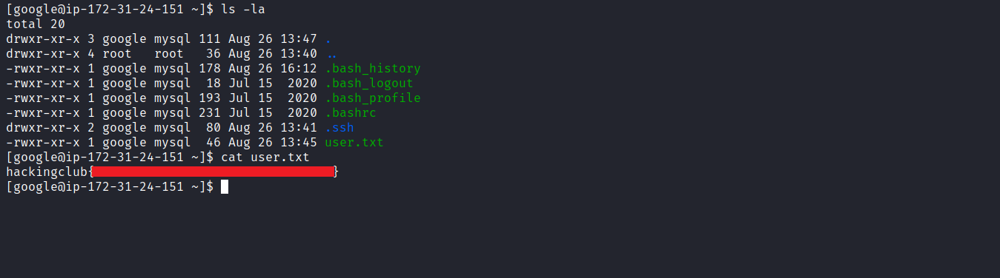 [google@ip-172-31-24-151 ~]$ ls -la
total 20
drwxr-xr-x 3 google mysql 111 Aug 26 13:47 .
drwxr-xr-x 4 root   root   36 Aug 26 13:40 ..
-rwxr-xr-x 1 google mysql 178 Aug 26 16:12 .bash_history
-rwxr-xr-x 1 google mysql  18 Jul 15  2020 .bash_logout
-rwxr-xr-x 1 google mysql 193 Jul 15  2020 .bash_profile
-rwxr-xr-x 1 google mysql 231 Jul 15  2020 .bashrc
drwxr-xr-x 2 google mysql  80 Aug 26 13:41 .ssh
-rwxr-xr-x 1 google mysql  46 Aug 26 13:45 user.txt
[google@ip-172-31-24-151 ~]$ cat user.txt
hackingclub{}
[google@ip-172-31-24-151 ~]$